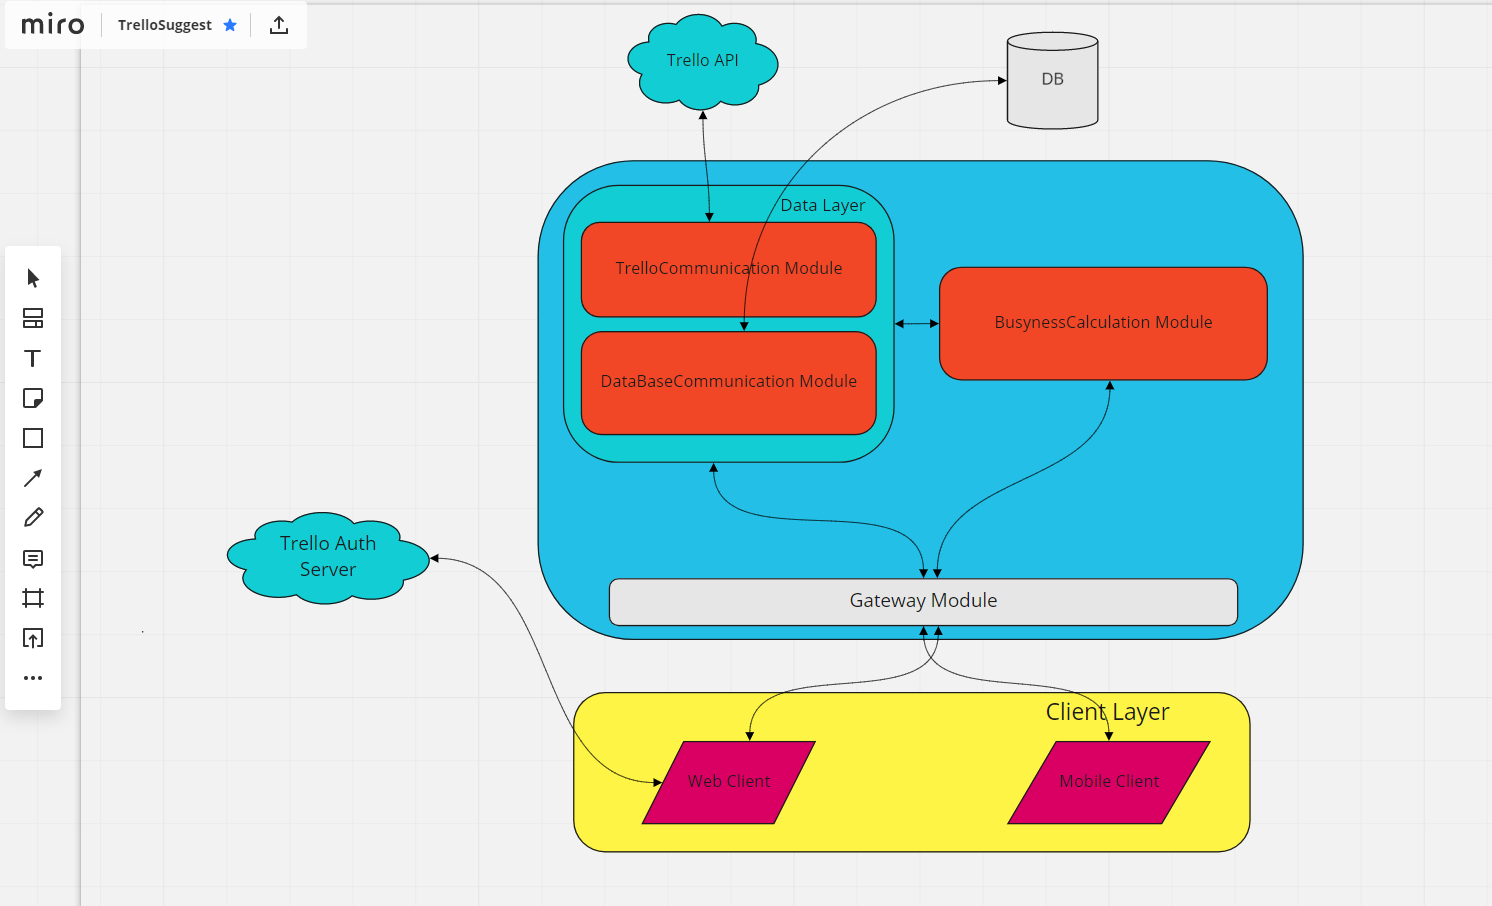 miro
TrelloSuggest
Trello API
DB
Data Layer
TrelloCommunication Module
BusynessCalculation Module
DataBaseCommunication Module
Trello Auth
Server
Gateway Module
Client Layer
Web Client
Mobile Client